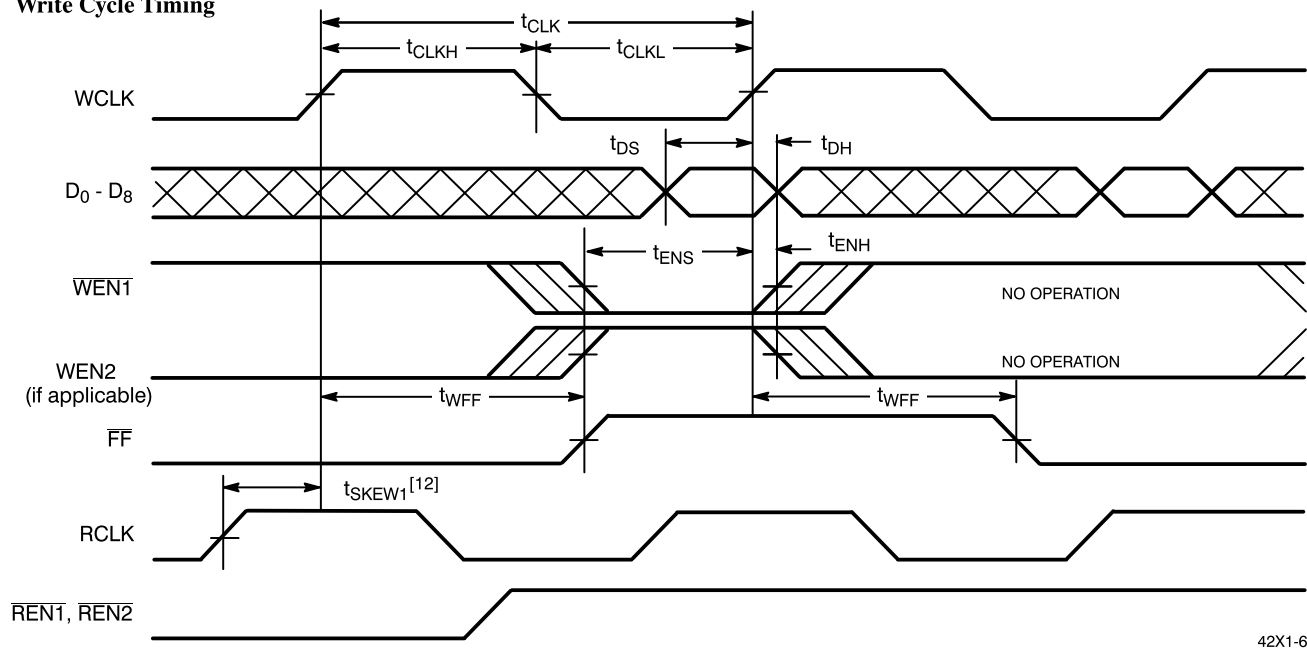 Write Cycle Timing
tCLK
tCLKH
tCLKL
WCLK
tDS
tDH
D0 - D8
tENS
tENH
WEN1
NO OPERATION
WEN2
(if applicable)
NO OPERATION
tWFF
tWFF
FF
tSKEW1[12]
RCLK
REN1, REN2
42X1-6